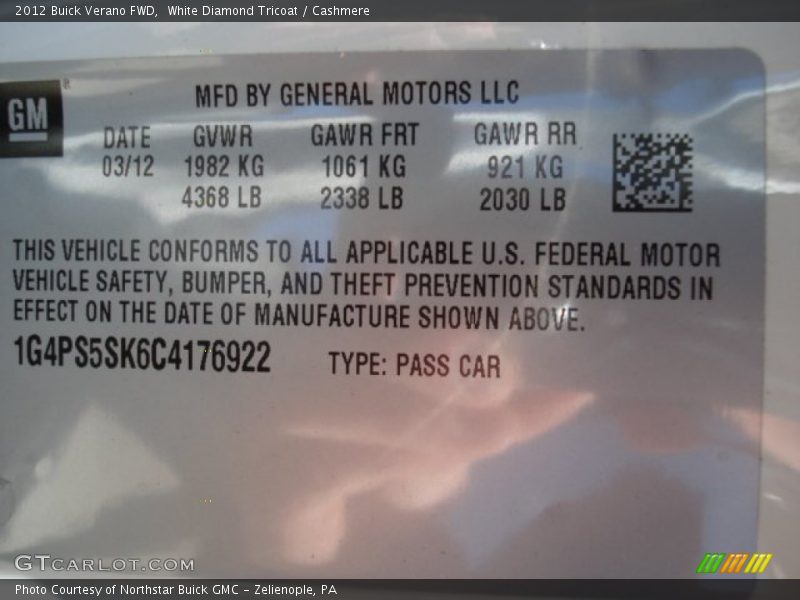 2012 Buick Verano FWD,  White Diamond Tricoat / Cashmere
GM
MFD BY GENERAL MOTORS LLC
DATE GVWR GAWR FRT GAWR RR
03/12 1982 KG 1061 KG 921 KG
4368 LB 2338 LB 2030 LB
THIS VEHICLE CONFORMS TO ALL APPLICABLE U.S. FEDERAL MOTOR
VEHICLE SAFETY, BUMPER, AND THEFT PREVENTION STANDARDS IN
EFFECT ON THE DATE OF MANUFACTURE SHOWN ABOVE.
1G4PS5SK6C4176922 TYPE: PASS CAR
GTCARLOT.COM
Photo Courtesy of Northstar Buick GMC - Zelienople, PA